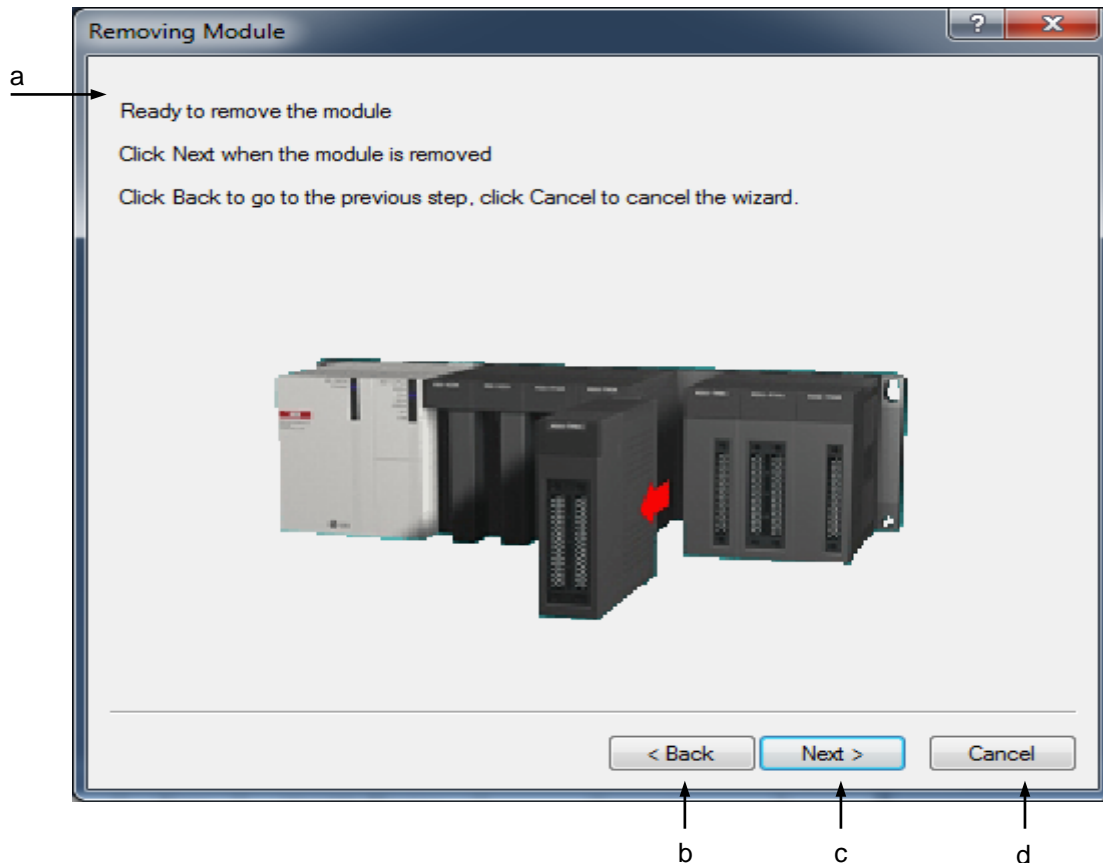 Removing Module
a
Ready to remove the module
Click Next when the module is removed
Click Back to go to the previous step, click Cancel to cancel the wizard.
< Back Next > Cancel
b c d